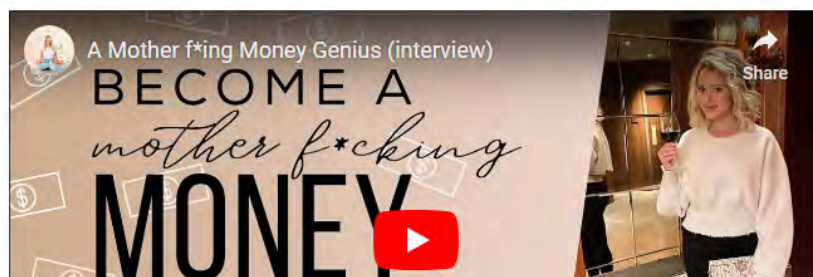 A Mother f*ing Money Genius (interview)
Share
BECOME A
mother f*cking
MONEY